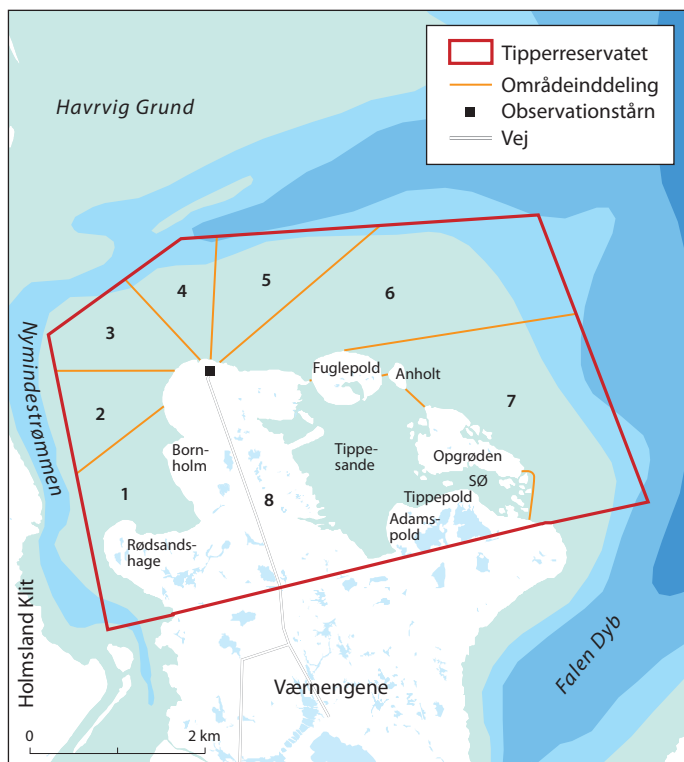 Tipperreservatet
Områdeinddeling
Observationstårn
Vej
Havrvig Grund
Nymindestrømmen
3
4
5
6
2
1
7
8
Fuglepold
Anholt
Born-
holm
Tippe-
sande
Opgrøden
SØ
Tippepold
Adams-
pold
Rødsands-
hage
Holmsland Klit
Værnengene
Falen Dyb
0
2 km